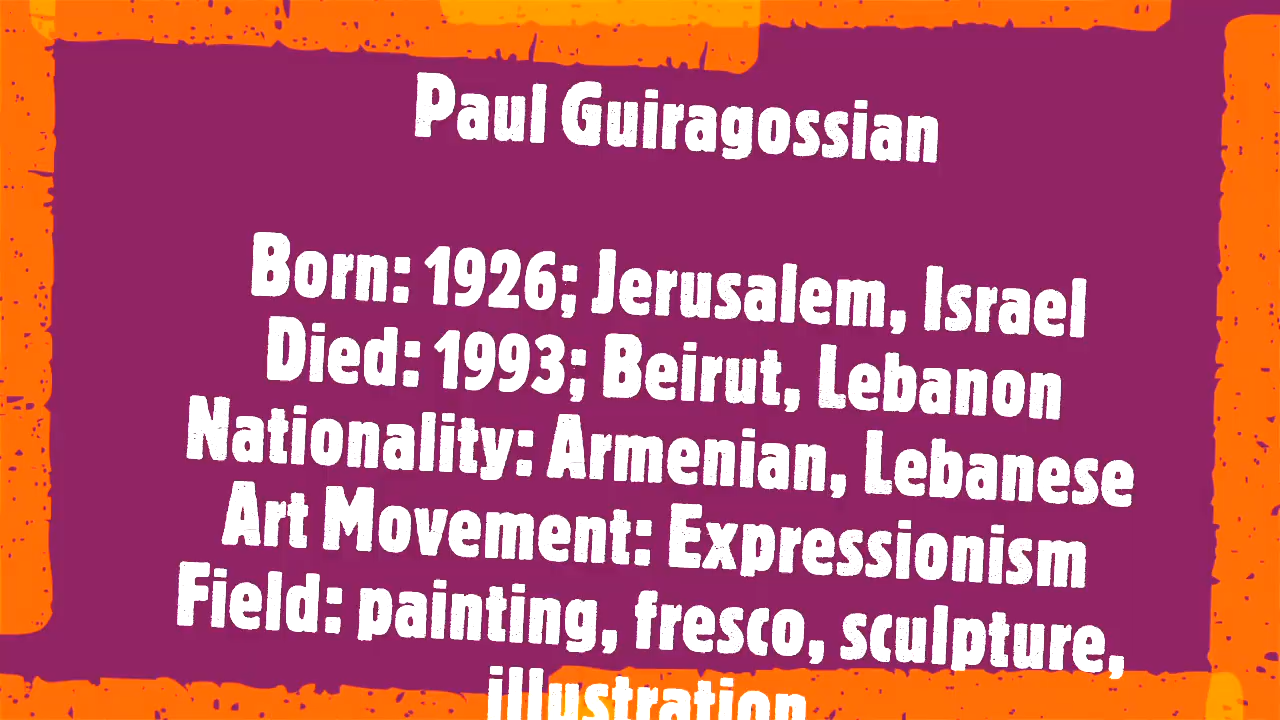 Paul Guiragossian
Born: 1926; Jerusalem, Israel
Died: 1993; Beirut, Lebanon
Nationality: Armenian, Lebanese
Art Movement: Expressionism
Field: painting, fresco, sculpture,
illustration